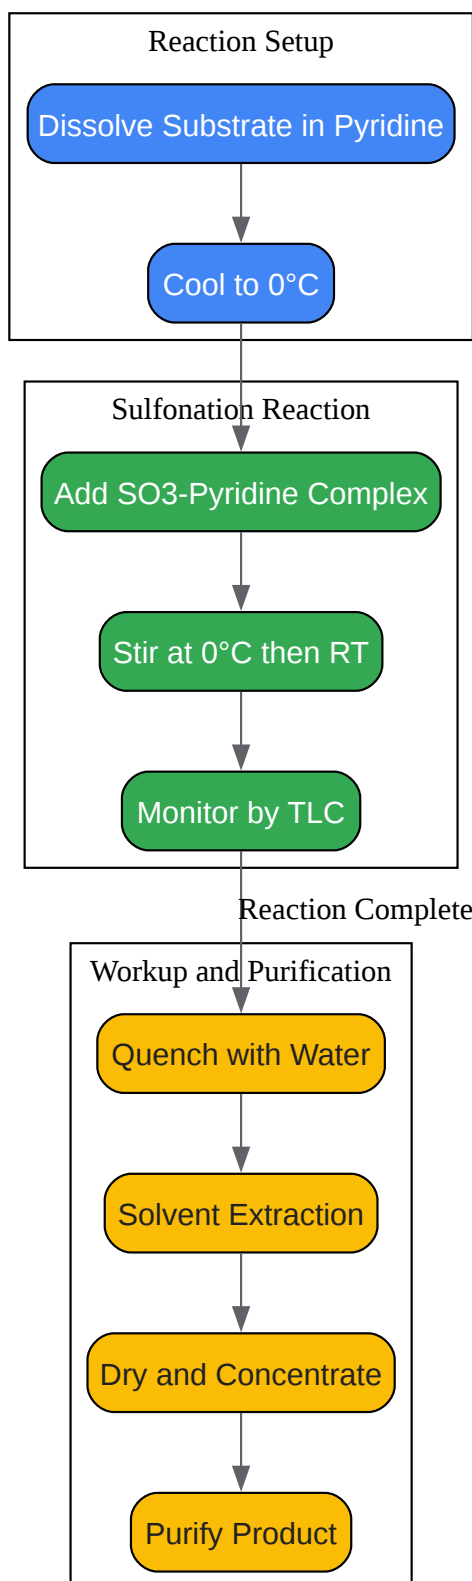 Reaction Setup
Dissolve Substrate in Pyridine
Cool to 0°C
Sulfonation Reaction
Add SO3-Pyridine Complex
Stir at 0°C then RT
Monitor by TLC
Reaction Complete
Workup and Purification
Quench with Water
Solvent Extraction
Dry and Concentrate
Purify Product